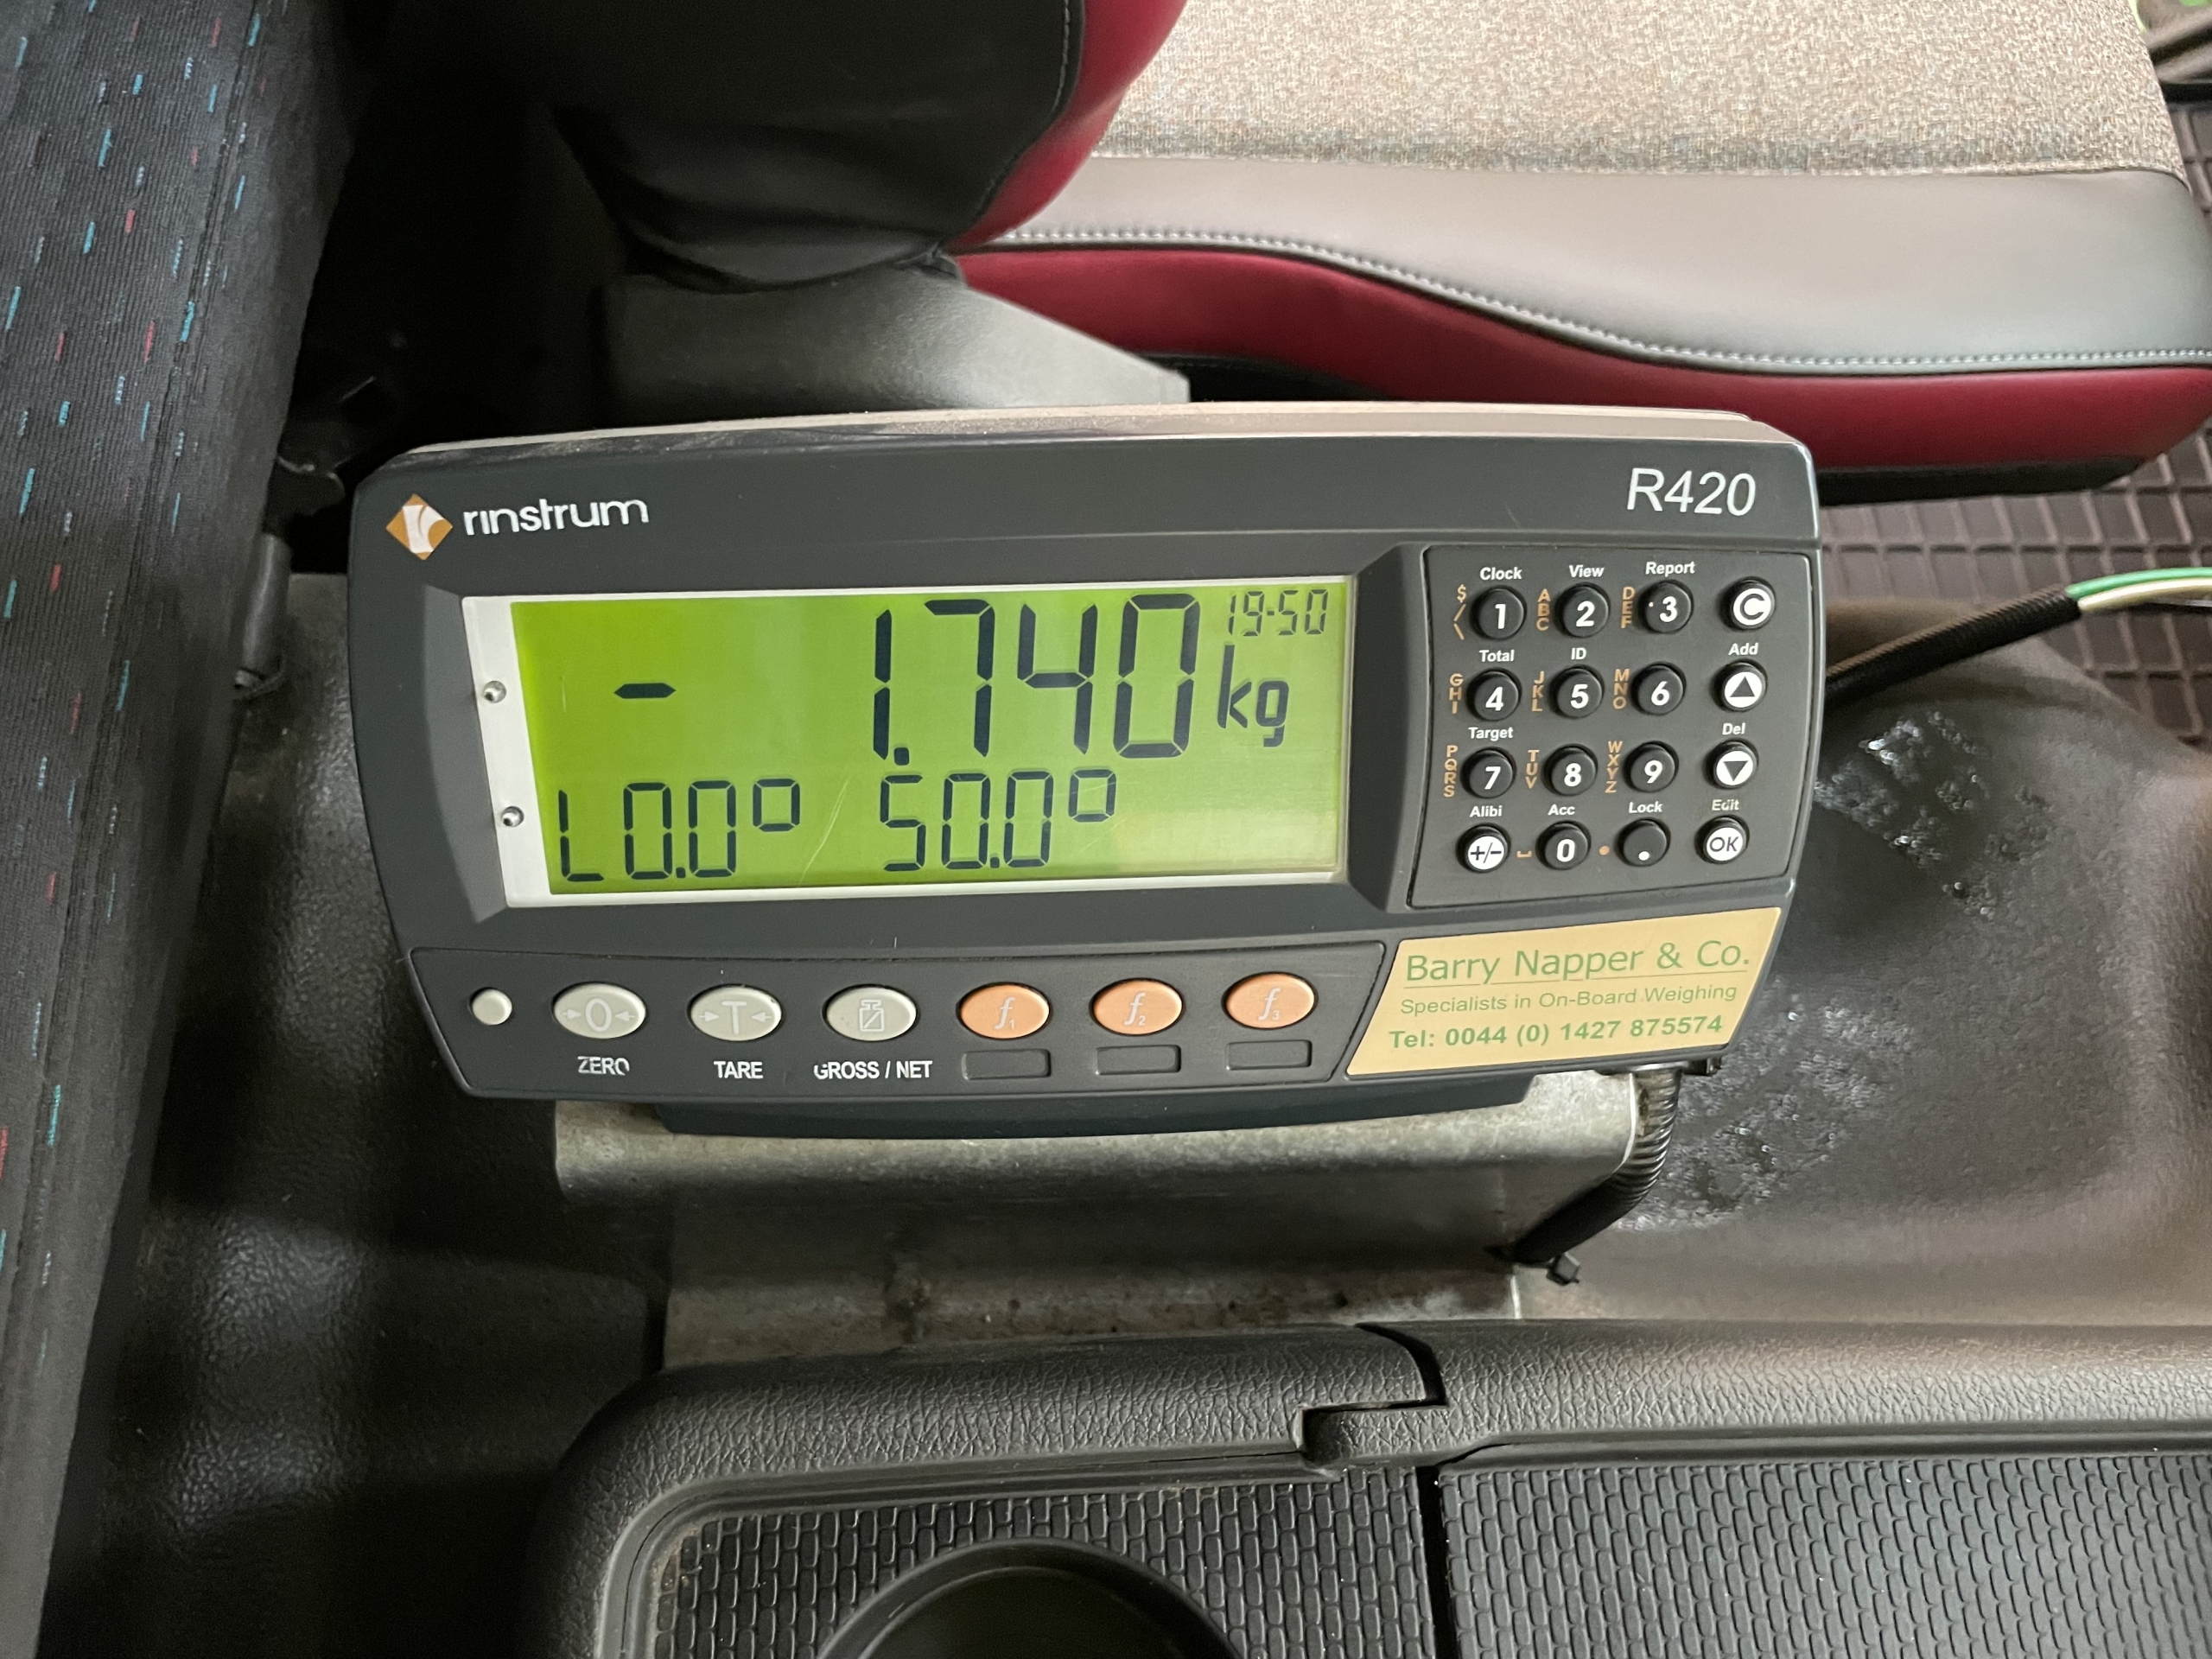 rinstrum
R420
19-50
- 1.740 kg
L0.0° S0.0°
Clock View Report
$ / \ 1 ABC 2 DEF 3 C
Total ID Add
GHI 4 JKL 5 MNO 6
Target Del
PQRS 7 TUV 8 WXYZ 9
Alibi Acc Lock Edit
+/- 0 . OK
→0← →T← f1 f2 f3
ZERO TARE GROSS / NET
Barry Napper & Co.
Specialists in On-Board Weighing
Tel: 0044 (0) 1427 875574